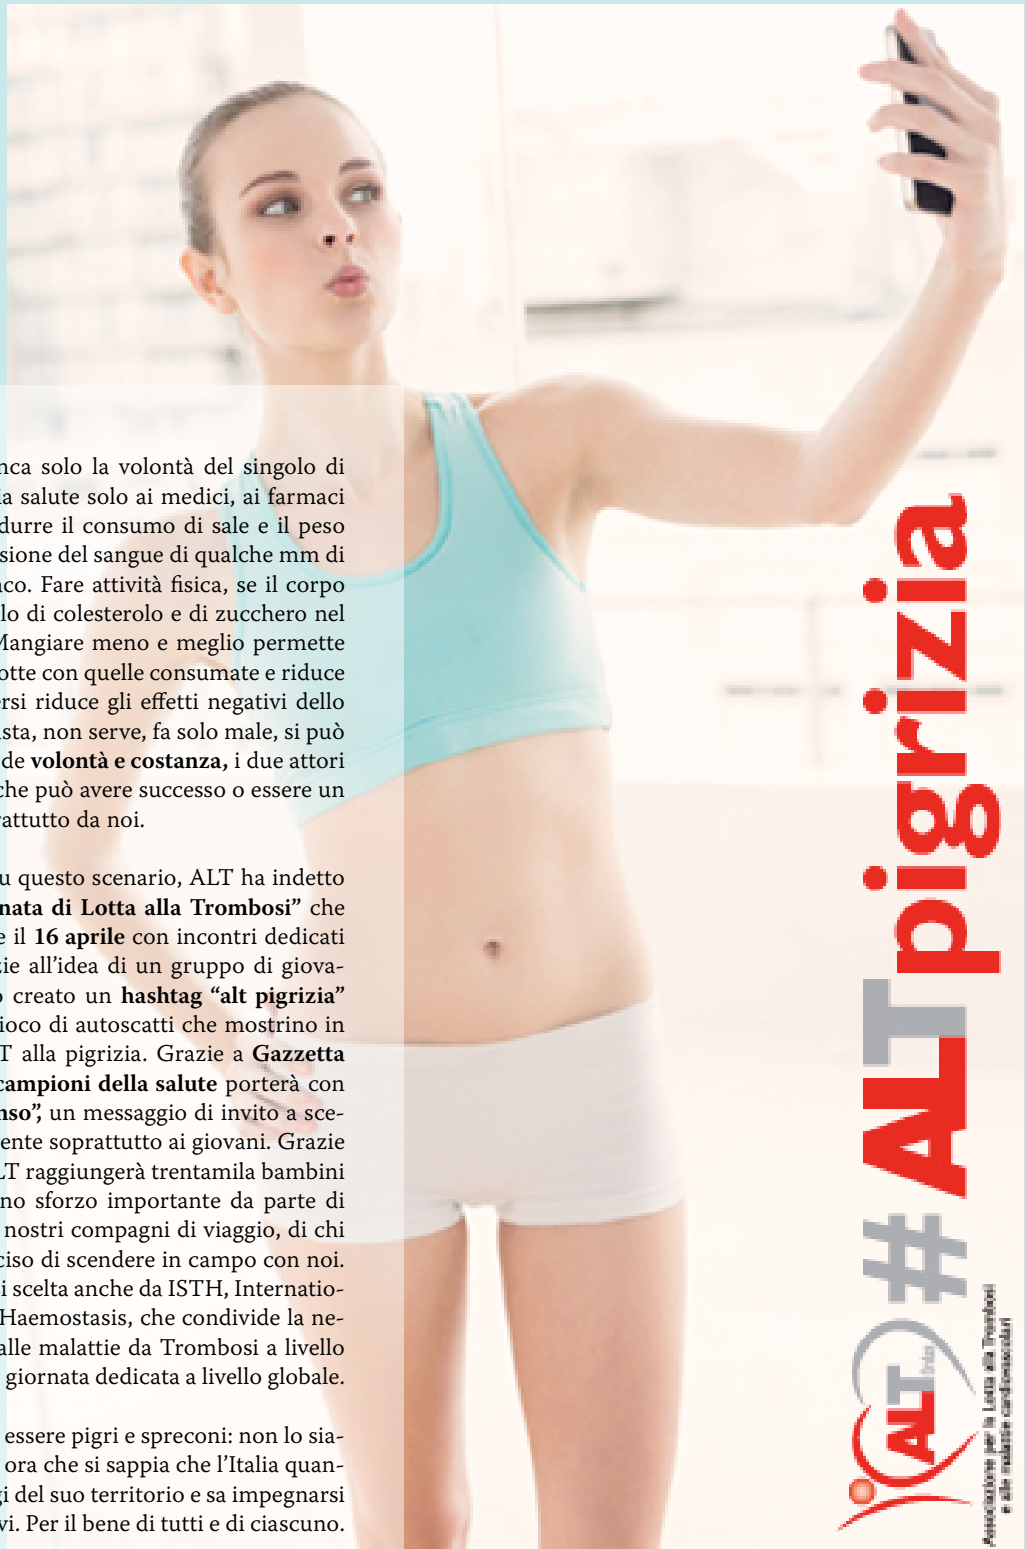 nca solo la volontà del singolo di
ia salute solo ai medici, ai farmaci
durre il consumo di sale e il peso
sione del sangue di qualche mm di
aco. Fare attività fisica, se il corpo
lo di colesterolo e di zucchero nel
Mangiare meno e meglio permette
otte con quelle consumate e riduce
ersi riduce gli effetti negativi dello
asta, non serve, fa solo male, si può
de volontà e costanza, i due attori
che può avere successo o essere un
rattutto da noi.
u questo scenario, ALT ha indetto
nata di Lotta alla Trombosi” che
e il 16 aprile con incontri dedicati
zie all’idea di un gruppo di giova-
o creato un hashtag “alt pigrizia”
ioco di autoscatti che mostrino in
T alla pigrizia. Grazie a Gazzetta
campioni della salute porterà con
nso”, un messaggio di invito a sce-
ente soprattutto ai giovani. Grazie
LT raggiungerà trentamila bambini
no sforzo importante da parte di
nostri compagni di viaggio, di chi
ciso di scendere in campo con noi.
si scelta anche da ISTH, Internatio-
Haemostasis, che condivide la ne-
alle malattie da Trombosi a livello
giornata dedicata a livello globale.
essere pigri e spreconi: non lo sia-
ora che si sappia che l’Italia quan-
gi del suo territorio e sa impegnarsi
vi. Per il bene di tutti e di ciascuno.
#ALTpigrizia
ALT
Onlus
Associazione per la Lotta alla Trombosi
e alle malattie cardiovascolari